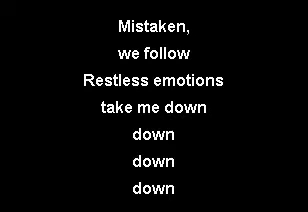 Mistaken,
we follow
Restless emotions
take me down
down
down
down